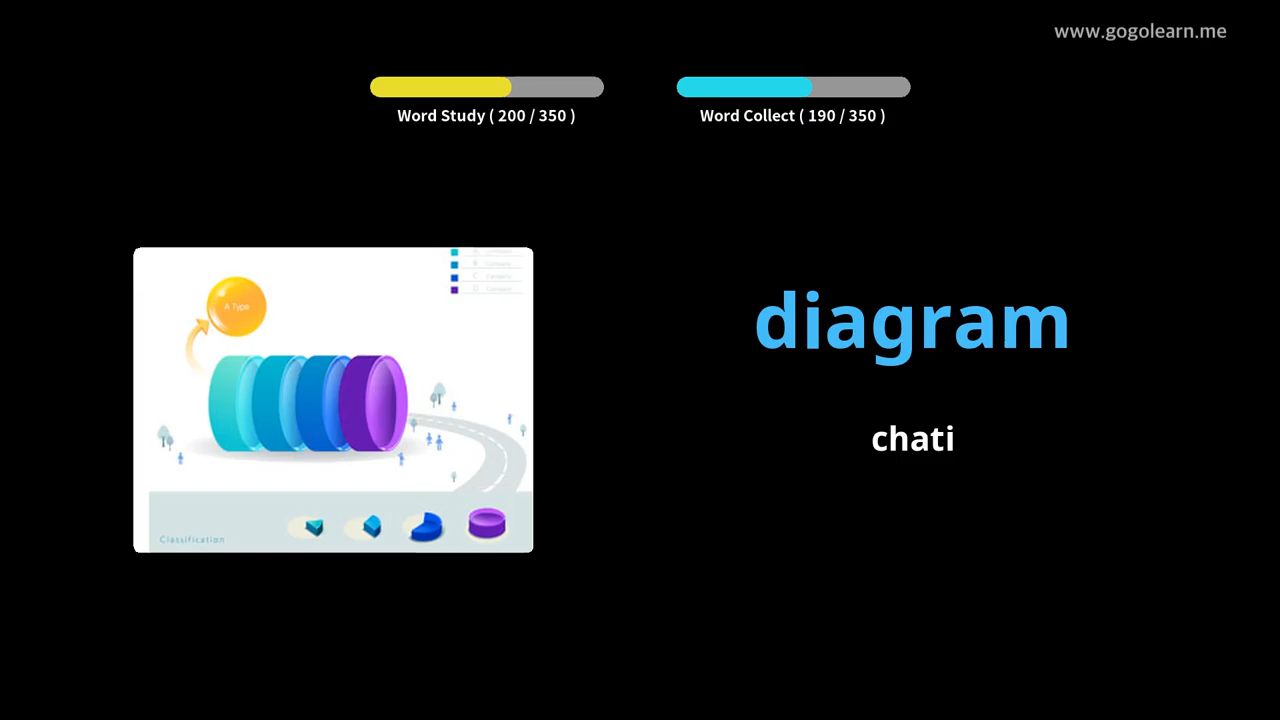 www.gogolearn.me
Word Study ( 200 / 350 )
Word Collect ( 190 / 350 )
A Type
C
diagram
chati
Classification